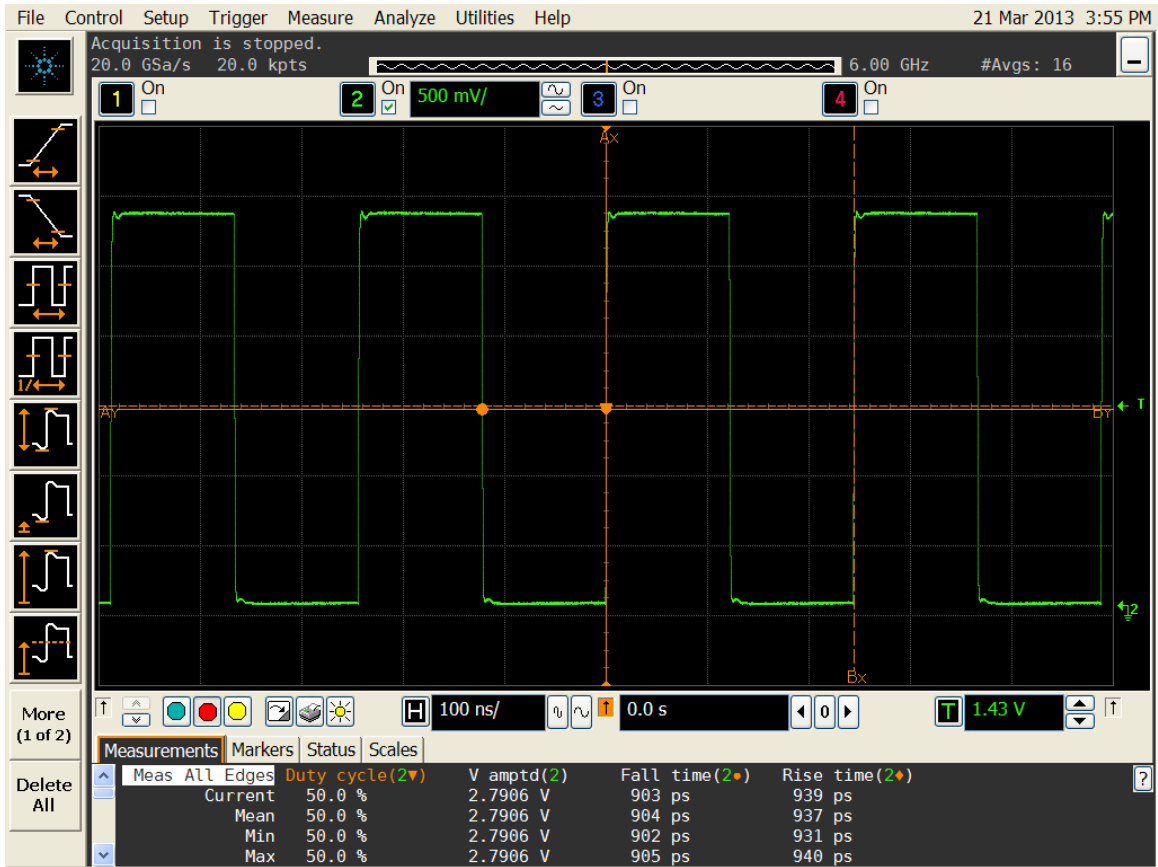 File Control Setup Trigger Measure Analyze Utilities Help 21 Mar 2013 3:55 PM
Acquisition is stopped.
20.0 GSa/s 20.0 kpts 6.00 GHz #Avgs: 16
1 On 2 On 500 mV/ 3 On 4 On
Ax
AY BY T
1/
2
Bx
More
(1 of 2)
H 100 ns/ 0.0 s 0 T 1.43 V
Measurements Markers Status Scales
Delete
All
Meas All Edges Duty cycle(2▼) V amptd(2) Fall time(2●) Rise time(2♦) ?
Current 50.0 % 2.7906 V 903 ps 939 ps
Mean 50.0 % 2.7906 V 904 ps 937 ps
Min 50.0 % 2.7906 V 902 ps 931 ps
Max 50.0 % 2.7906 V 905 ps 940 ps